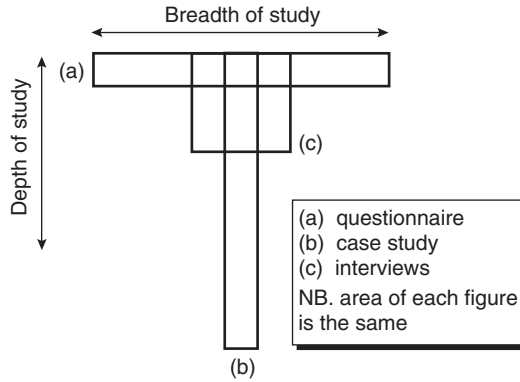 Breadth of study
(a)
Depth of study
(c)
(a) questionnaire
(b) case study
(c) interviews
NB. area of each figure
is the same
(b)